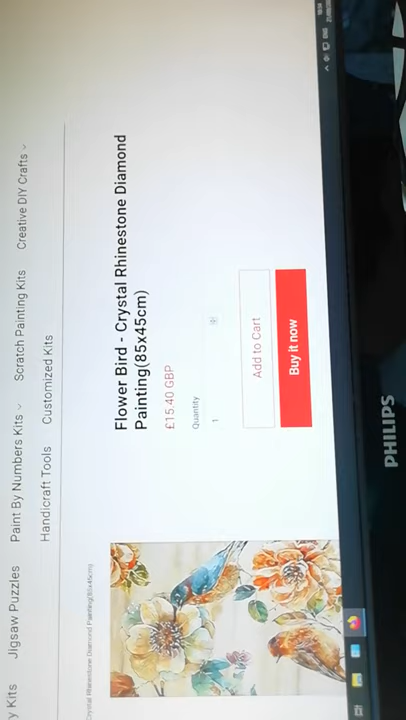 y Kits Jigsaw Puzzles Paint By Numbers Kits Scratch Painting Kits Creative DIY Crafts
Handicraft Tools Customized Kits
Crystal Rhinestone Diamond Painting(85x45cm)
Flower Bird - Crystal Rhinestone Diamond
Painting(85x45cm)
£15.40 GBP
Quantity
1
Add to Cart
Buy it now
ENG
PHILIPS